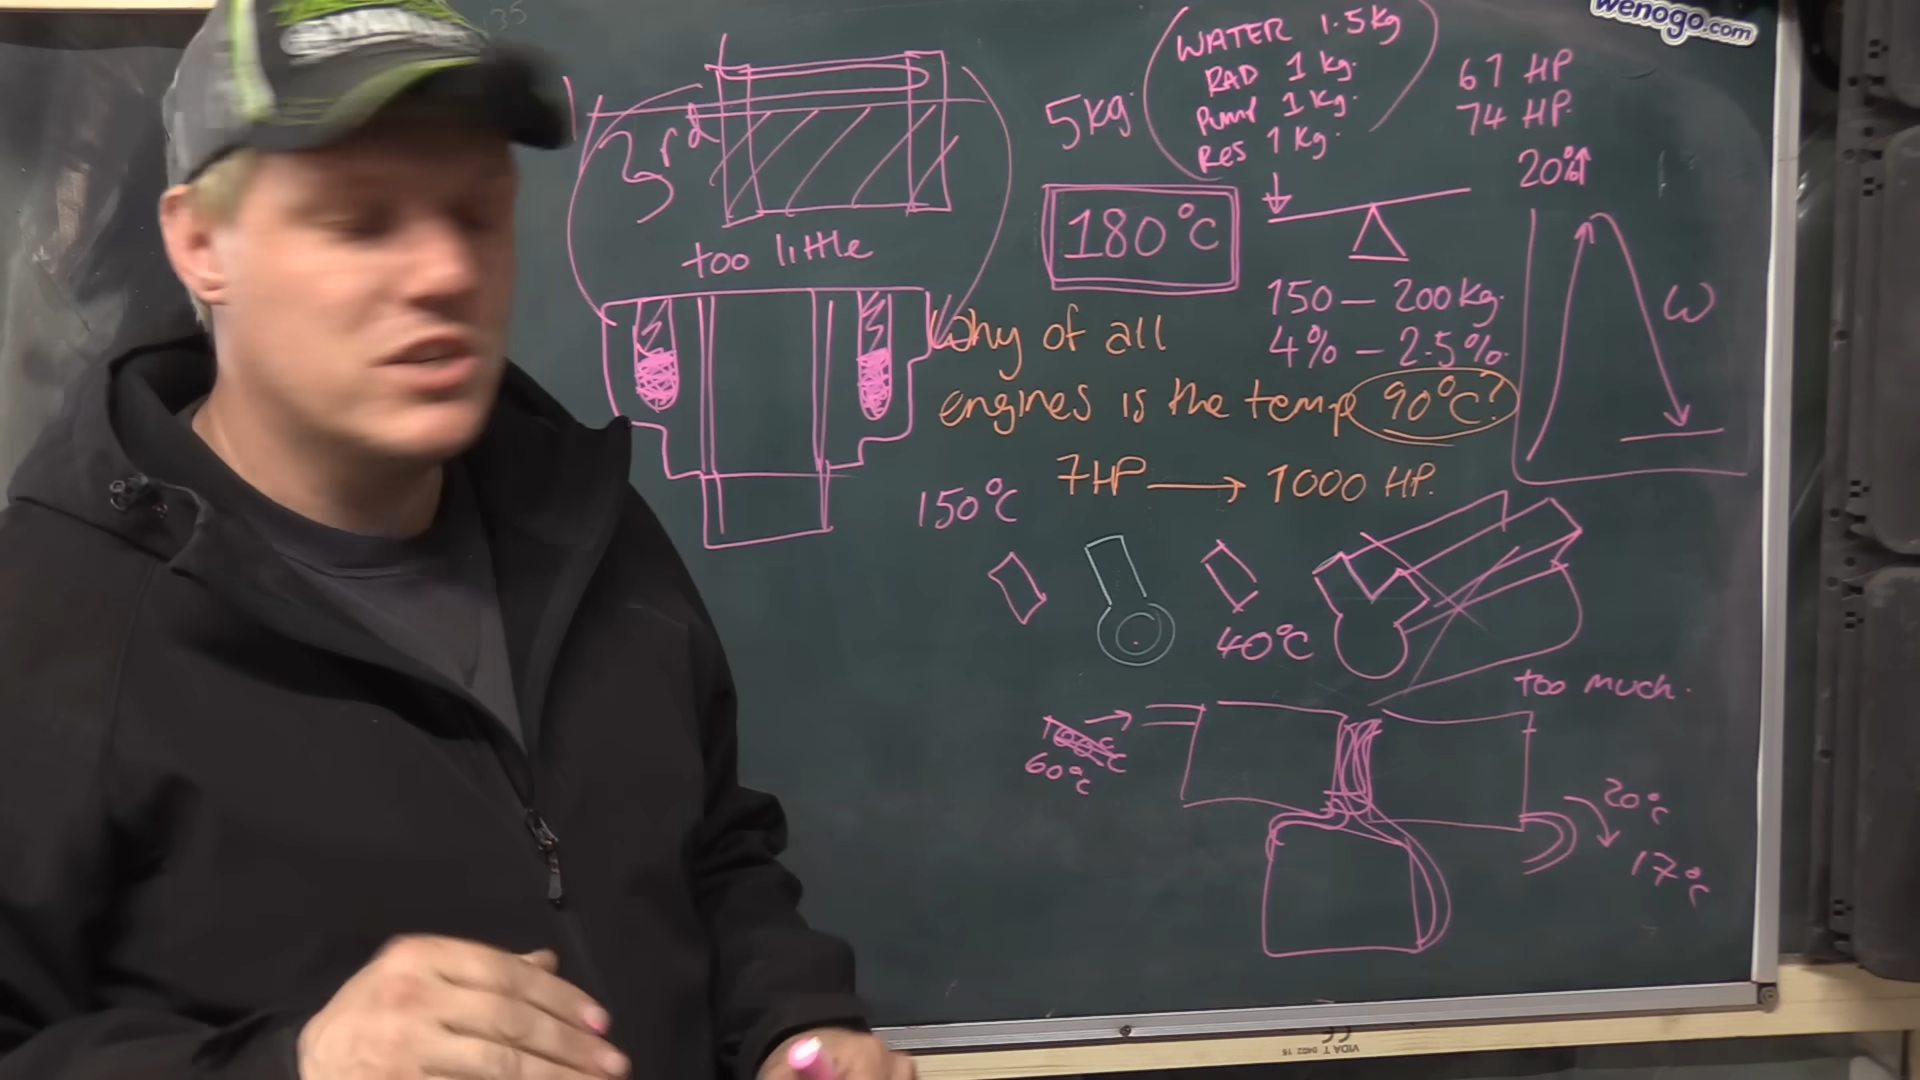 wenogo.com
WATER 1.5kg
RAD 1 kg.
Pump 1 kg.
Res 1 kg.
67 HP
74 HP.
20%↑
5kg.
3rd
too little
180°C
150 — 200kg.
4% — 2.5%.
W
Why of all
engines is the temp 90°C?
7HP → 1000 HP.
150°C
40°C
too much.
60°C
20°C
17°C